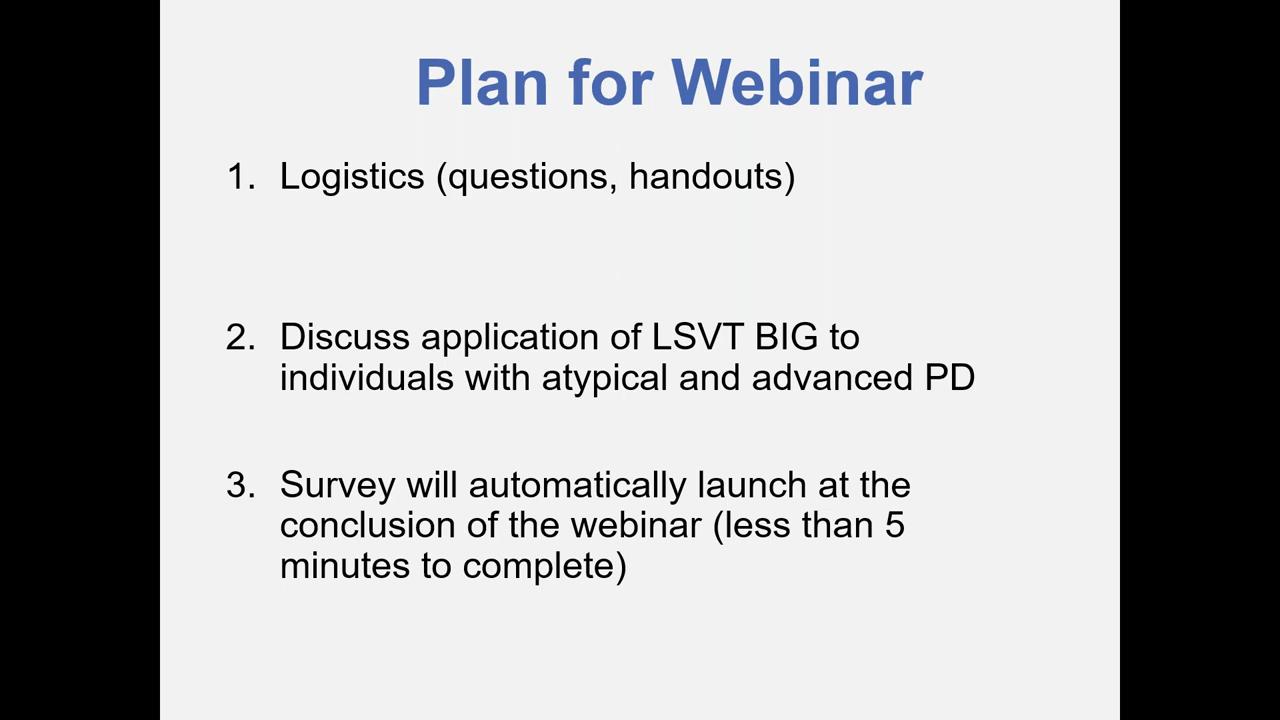 Plan for Webinar
1. Logistics (questions, handouts)
2. Discuss application of LSVT BIG to
individuals with atypical and advanced PD
3. Survey will automatically launch at the
conclusion of the webinar (less than 5
minutes to complete)